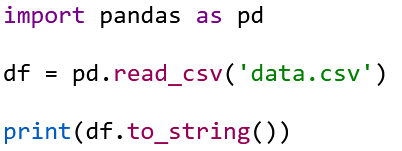 import pandas as pd
df = pd.read_csv('data.csv')
print(df.to_string())